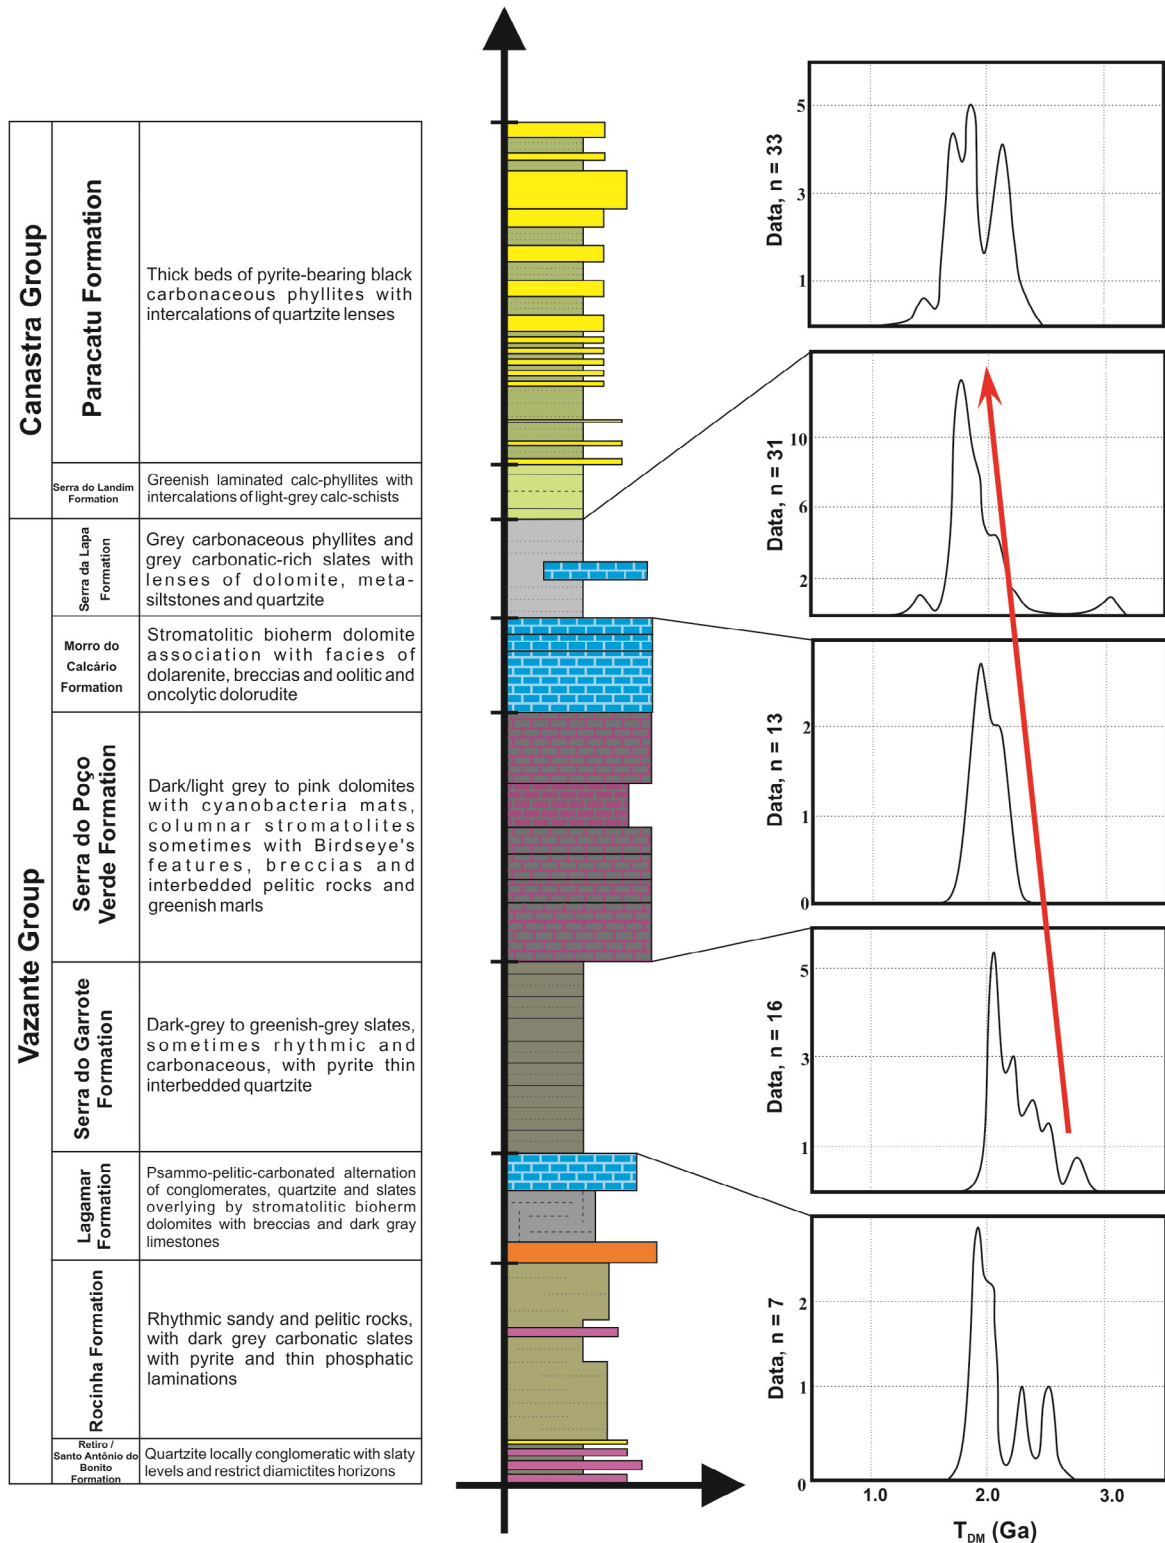 Canastra Group
Paracatu Formation
Thick beds of pyrite-bearing black
carbonaceous phyllites with
intercalations of quartzite lenses
Serra do Landim
Formation
Greenish laminated calc-phyllites with
intercalations of light-grey calc-schists
Vazante Group
Serra da Lapa
Formation
Grey carbonaceous phyllites and
grey carbonatic-rich slates with
lenses of dolomite, meta-
siltstones and quartzite
Morro do
Calcário
Formation
Stromatolitic bioherm dolomite
association with facies of
dolarenite, breccias and oolitic and
oncolytic dolorudite
Serra do Poço
Verde Formation
Dark/light grey to pink dolomites
with cyanobacteria mats,
columnar stromatolites
sometimes with Birdseye's
features, breccias and
interbedded pelitic rocks and
greenish marls
Serra do Garrote
Formation
Dark-grey to greenish-grey slates,
sometimes rhythmic and
carbonaceous, with pyrite thin
interbedded quartzite
Lagamar
Formation
Psammo-pelitic-carbonated alternation
of conglomerates, quartzite and slates
overlying by stromatolitic bioherm
dolomites with breccias and dark gray
limestones
Rocinha Formation
Rhythmic sandy and pelitic rocks,
with dark grey carbonatic slates
with pyrite and thin phosphatic
laminations
Retiro /
Santo Antônio do
Bonito
Formation
Quartzite locally conglomeratic with slaty
levels and restrict diamictites horizons
Data, n = 33
5
3
1
Data, n = 31
10
6
2
Data, n = 13
2
1
0
Data, n = 16
5
3
1
Data, n = 7
2
1
0
1.0 2.0 3.0
TDM (Ga)